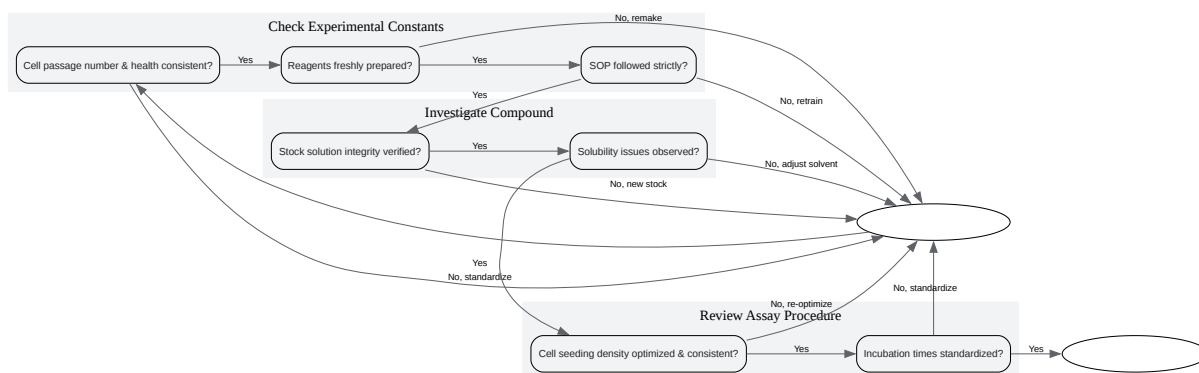 No, remake
Check Experimental Constants
Cell passage number & health consistent?
Yes
Reagents freshly prepared?
Yes
SOP followed strictly?
Yes
No, retrain
Investigate Compound
Stock solution integrity verified?
Yes
Solubility issues observed?
No, adjust solvent
No, new stock
Yes
No, standardize
No, standardize
No, re-optimize
Review Assay Procedure
Cell seeding density optimized & consistent?
Yes
Incubation times standardized?
Yes